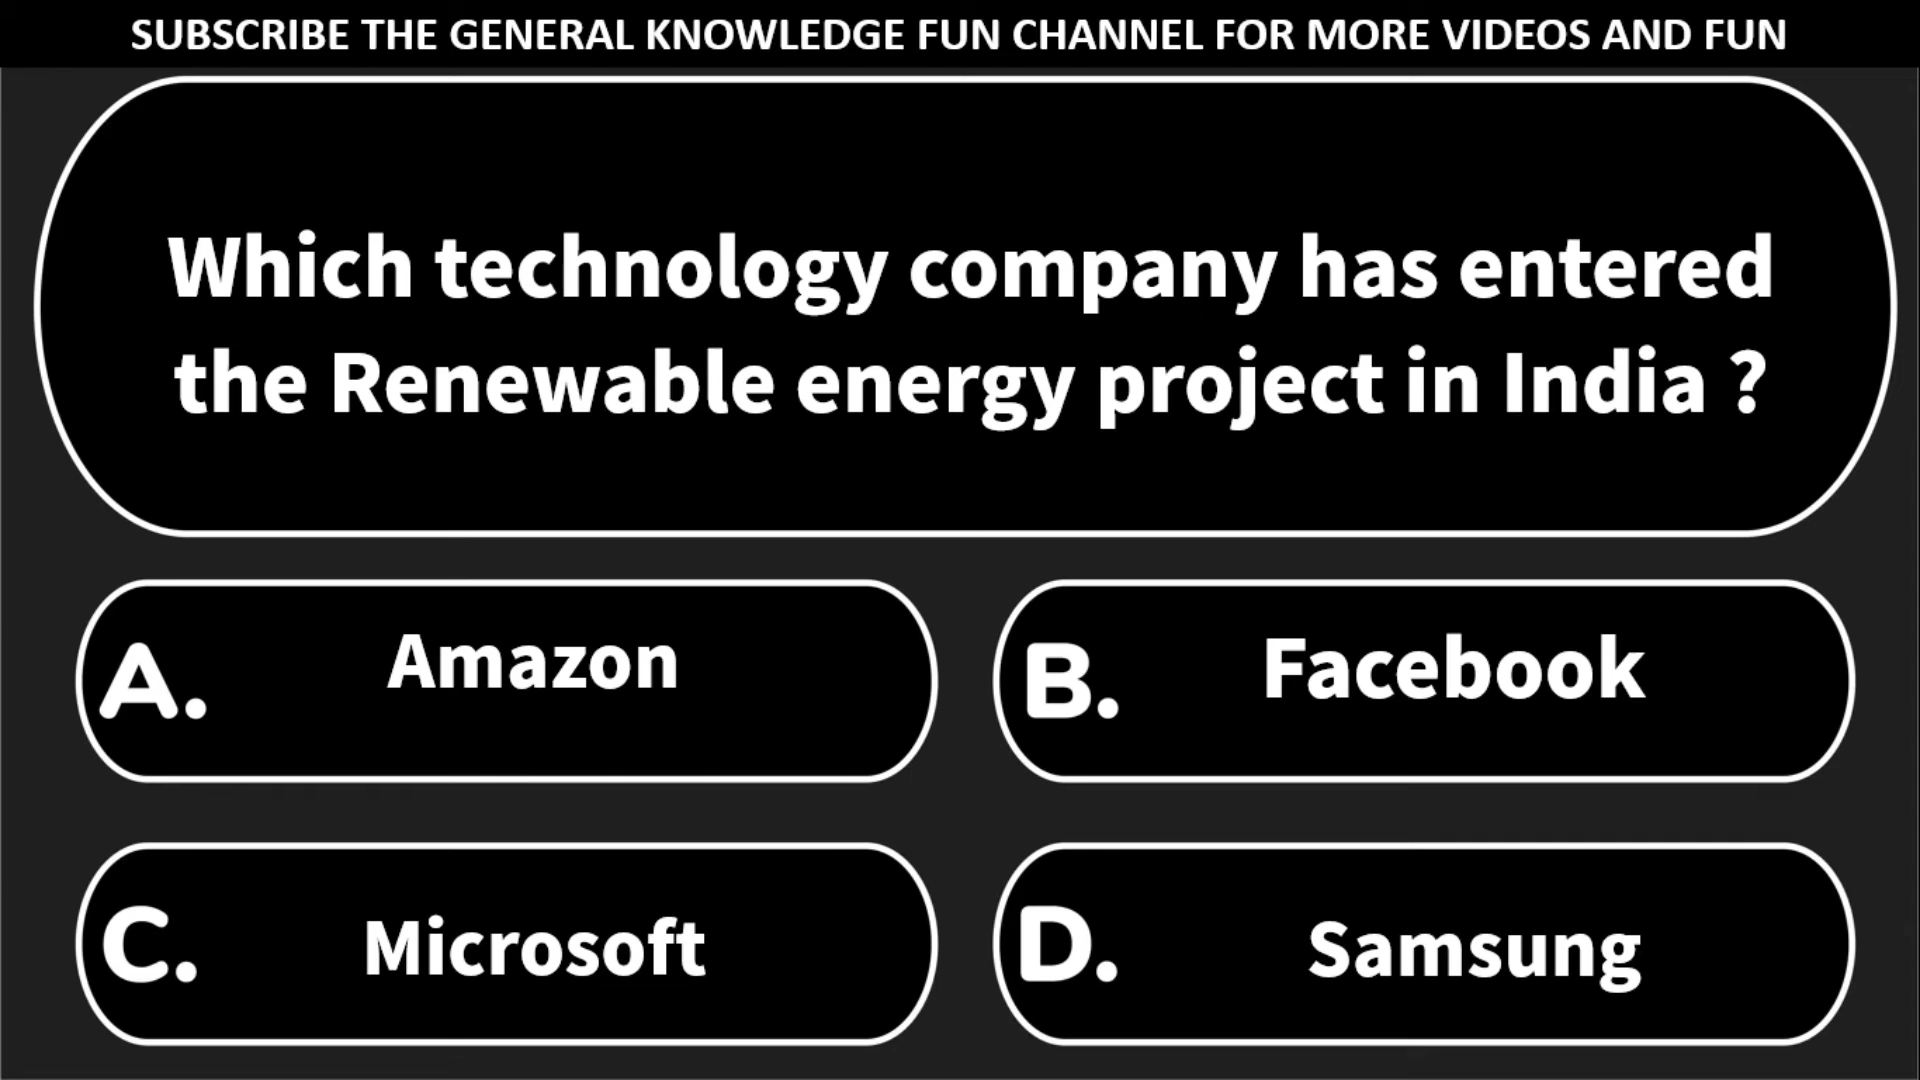 SUBSCRIBE THE GENERAL KNOWLEDGE FUN CHANNEL FOR MORE VIDEOS AND FUN
Which technology company has entered
the Renewable energy project in India ?
A. Amazon
B. Facebook
C. Microsoft
D. Samsung